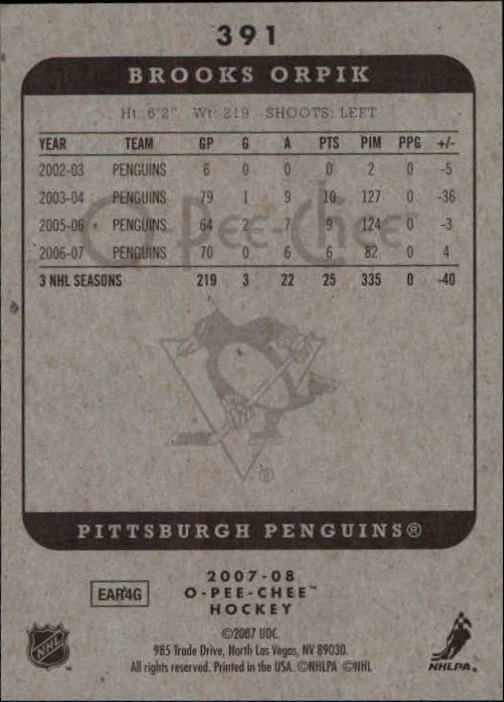 391
BROOKS ORPIK
Ht: 6'2" Wt: 219 SHOOTS: LEFT
YEAR TEAM GP G A PTS PIM PPG +/-
2002-03 PENGUINS 6 0 0 0 2 0 -5
2003-04 PENGUINS 79 1 9 10 127 0 -36
2005-06 PENGUINS 64 2 7 9 124 0 -3
O-Pee-Chee
2006-07 PENGUINS 70 0 6 6 82 0 4
3 NHL SEASONS 219 3 22 25 335 0 -40
®
PITTSBURGH PENGUINS®
2007-08
EAR4G O-PEE-CHEE™
HOCKEY
©2007 UDC.
985 Trade Drive, North Las Vegas, NV 89030.
All rights reserved. Printed in the USA. ©NHLPA ©NHL
NHL
NHLPA